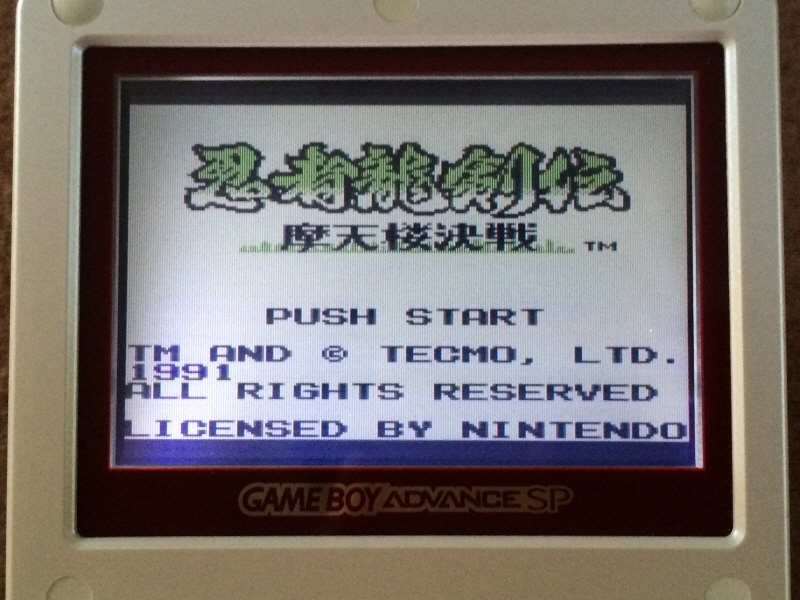 忍者龍剣伝
摩天楼決戦 TM
PUSH START
TM AND © TECMO, LTD.
1991
ALL RIGHTS RESERVED
LICENSED BY NINTENDO
GAME BOY ADVANCE SP